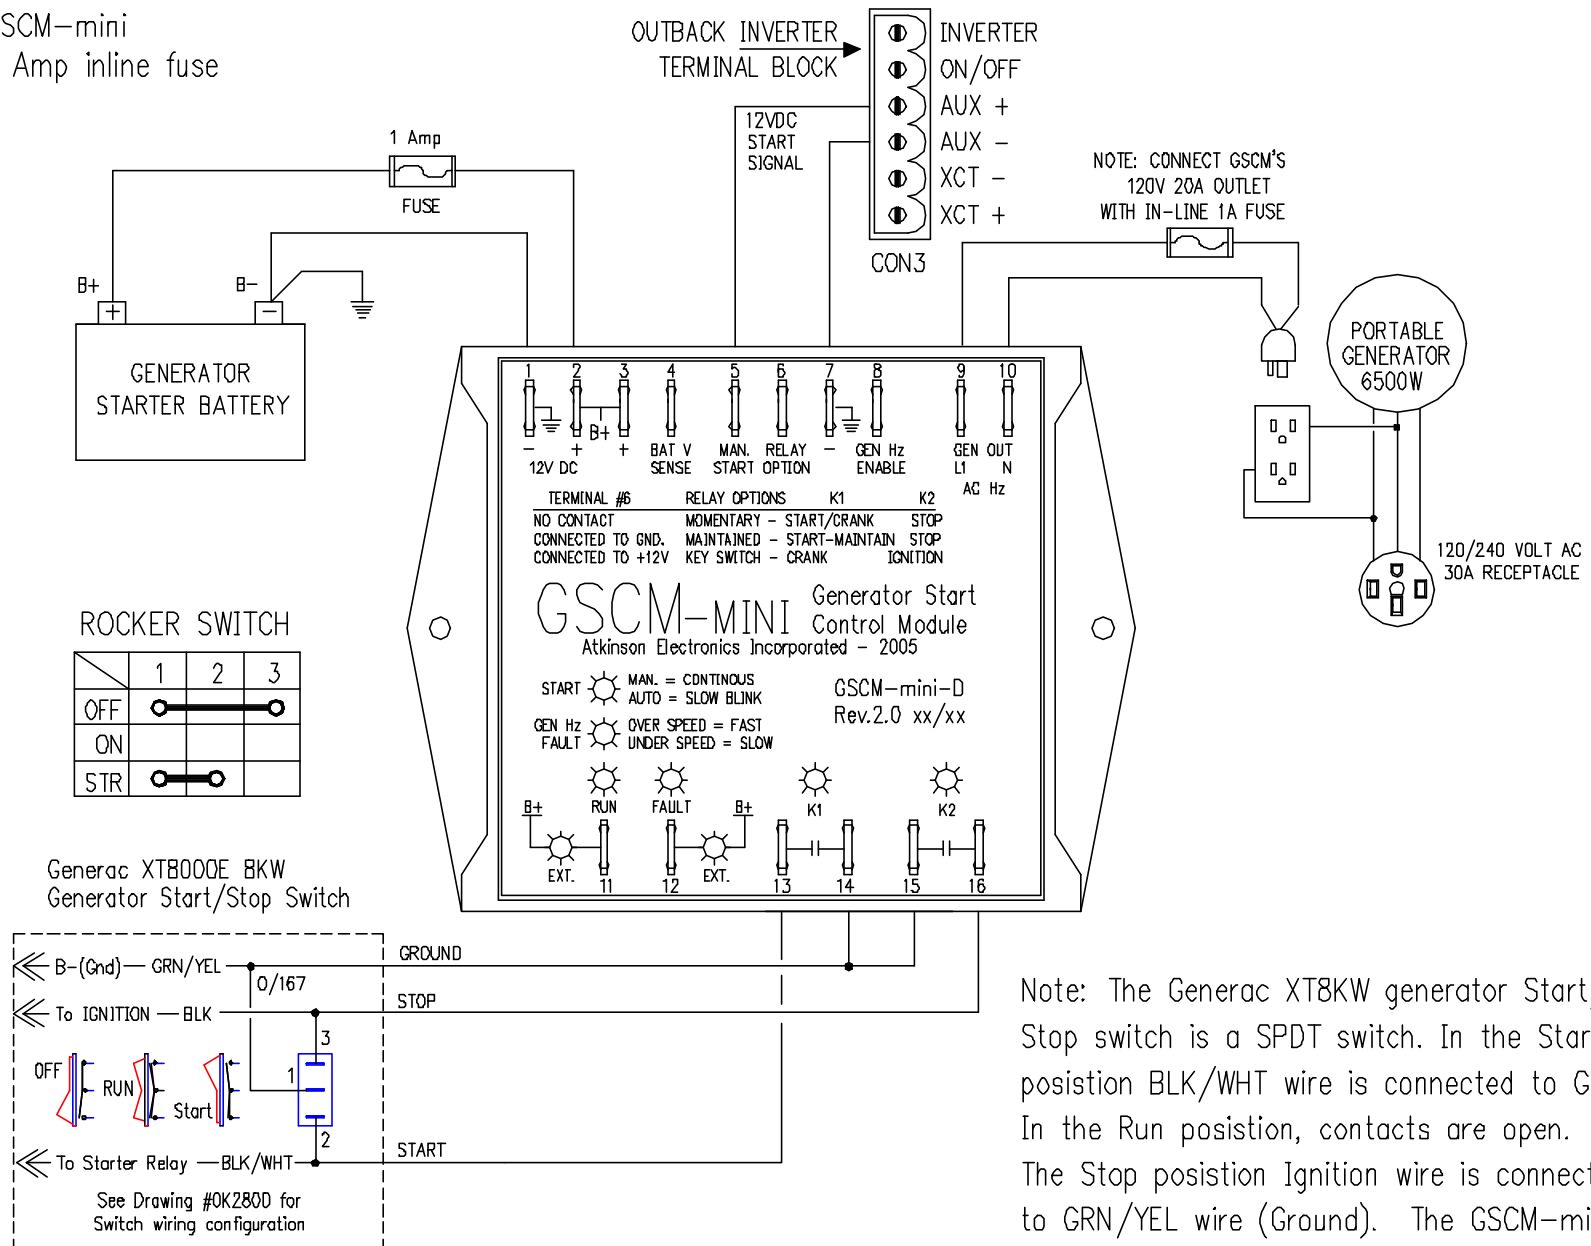 SCM-mini
Amp inline fuse
OUTBACK INVERTER
TERMINAL BLOCK
INVERTER
ON/OFF
AUX +
AUX -
XCT -
XCT +
CON3
12VDC
START
SIGNAL
1 Amp
FUSE
NOTE: CONNECT GSCM'S
120V 20A OUTLET
WITH IN-LINE 1A FUSE
B+
B-
+
-
GENERATOR
STARTER BATTERY
PORTABLE
GENERATOR
6500W
120/240 VOLT AC
30A RECEPTACLE
1 2 3 4 5 6 7 8 9 10
B+
- + + BAT V MAN. RELAY - GEN Hz GEN OUT
12V DC SENSE START OPTION ENABLE L1 N
AC Hz
TERMINAL #6 RELAY OPTIONS K1 K2
NO CONTACT MOMENTARY - START/CRANK STOP
CONNECTED TO GND. MAINTAINED - START-MAINTAIN STOP
CONNECTED TO +12V KEY SWITCH - CRANK IGNITION
GSCM-MINI Generator Start
Control Module
Atkinson Electronics Incorporated - 2005
START MAN. = CONTINOUS
AUTO = SLOW BLINK
GEN Hz OVER SPEED = FAST
FAULT UNDER SPEED = SLOW
GSCM-mini-D
Rev.2.0 xx/xx
B+ RUN FAULT B+ K1 K2
EXT. EXT.
11 12 13 14 15 16
ROCKER SWITCH
1 2 3
OFF
ON
STR
Generac XT8000E 8KW
Generator Start/Stop Switch
B-(Gnd) GRN/YEL
GROUND
0/167
To IGNITION BLK
STOP
3
OFF
RUN
Start
1
2
To Starter Relay BLK/WHT
START
See Drawing #0K280D for
Switch wiring configuration
Note: The Generac XT8KW generator Start/
Stop switch is a SPDT switch. In the Star
posistion BLK/WHT wire is connected to G
In the Run posistion, contacts are open.
The Stop posistion Ignition wire is connect
to GRN/YEL wire (Ground). The GSCM-mi